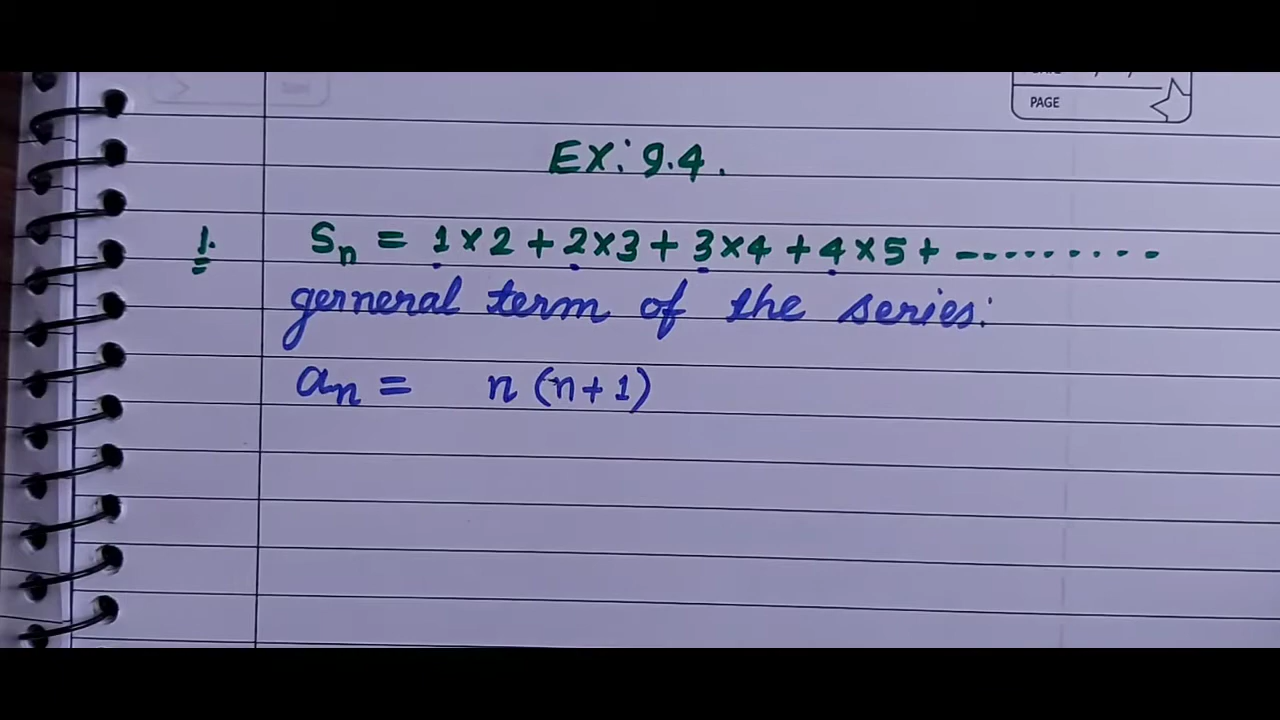 PAGE
EX: 9.4.
1. Sn = 1×2 + 2×3 + 3×4 + 4×5 + ---------
gerneral term of the series:
an = n (n+1)